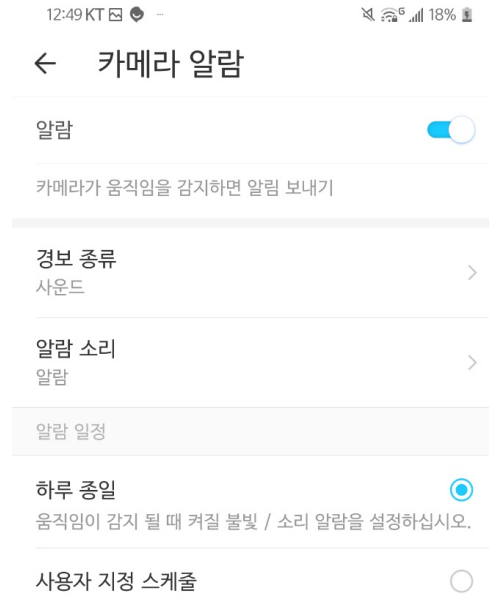 12:49 KT 18%
카메라 알람
알람
카메라가 움직임을 감지하면 알림 보내기
경보 종류
사운드
알람 소리
알람
알람 일정
하루 종일
움직임이 감지 될 때 켜질 불빛 / 소리 알람을 설정하십시오.
사용자 지정 스케줄